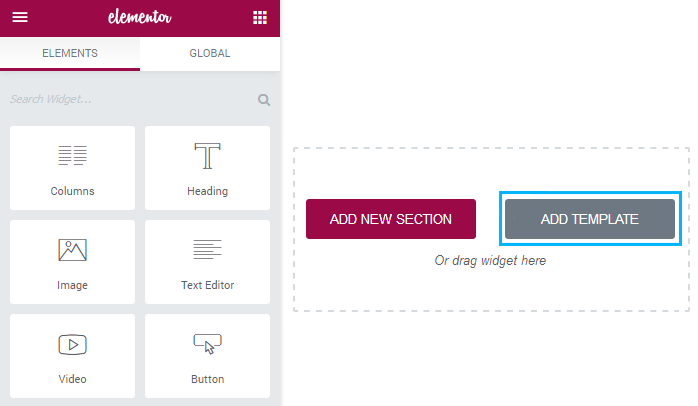 elementor
ELEMENTS GLOBAL
Search Widget...
Columns Heading
Image Text Editor
Video Button
ADD NEW SECTION ADD TEMPLATE
Or drag widget here